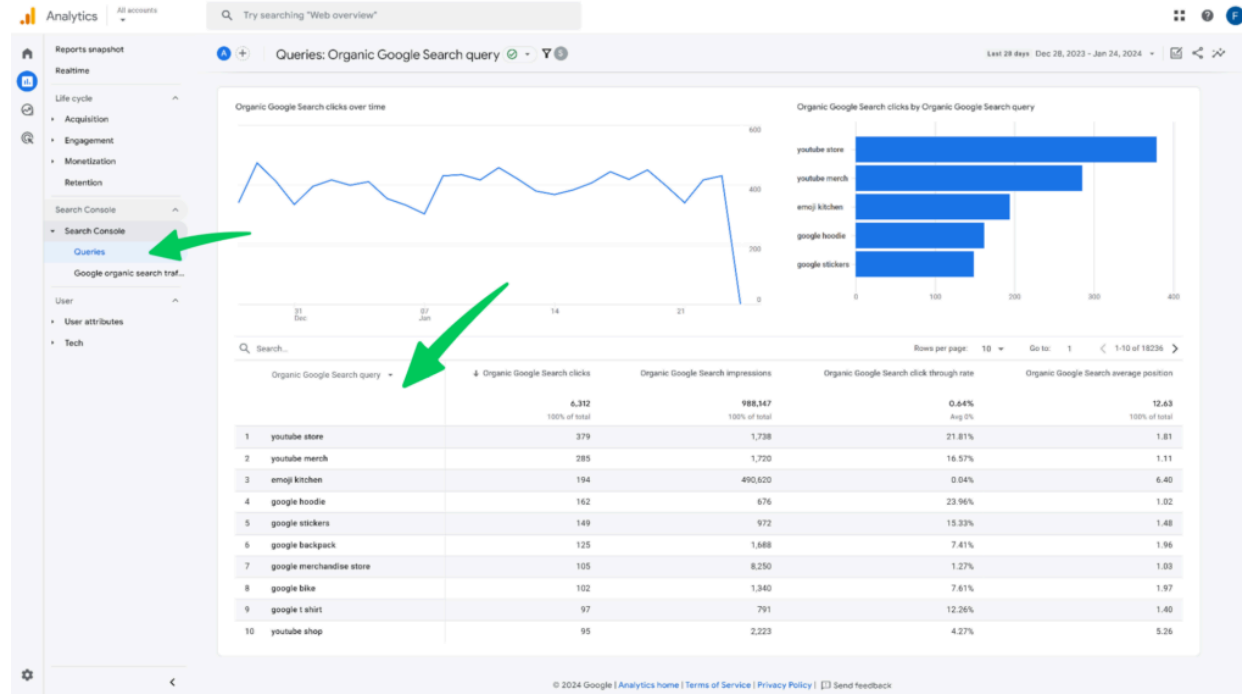 Analytics
All accounts
Try searching "Web overview"
F
Reports snapshot
Realtime
Life cycle
Acquisition
Engagement
Monetization
Retention
Search Console
Search Console
Queries
Google organic search traf...
User
User attributes
Tech
A
Queries: Organic Google Search query
Last 28 days Dec 28, 2023 - Jan 24, 2024
Organic Google Search clicks over time
600
400
200
0
31
Dec
07
Jan
14
21
Organic Google Search clicks by Organic Google Search query
youtube store
youtube merch
emoji kitchen
google hoodie
google stickers
0 100 200 300 400
Search...
Rows per page: 10 Go to: 1 1-10 of 18236
Organic Google Search query Organic Google Search clicks Organic Google Search impressions Organic Google Search click through rate Organic Google Search average position
6,312 988,147 0.64% 12.63
100% of total 100% of total Avg 0% 100% of total
1 youtube store 379 1,738 21.81% 1.81
2 youtube merch 285 1,720 16.57% 1.11
3 emoji kitchen 194 490,620 0.04% 6.40
4 google hoodie 162 676 23.96% 1.02
5 google stickers 149 972 15.33% 1.48
6 google backpack 125 1,688 7.41% 1.96
7 google merchandise store 105 8,250 1.27% 1.03
8 google bike 102 1,340 7.61% 1.97
9 google t shirt 97 791 12.26% 1.40
10 youtube shop 95 2,223 4.27% 5.26
© 2024 Google | Analytics home | Terms of Service | Privacy Policy | Send feedback